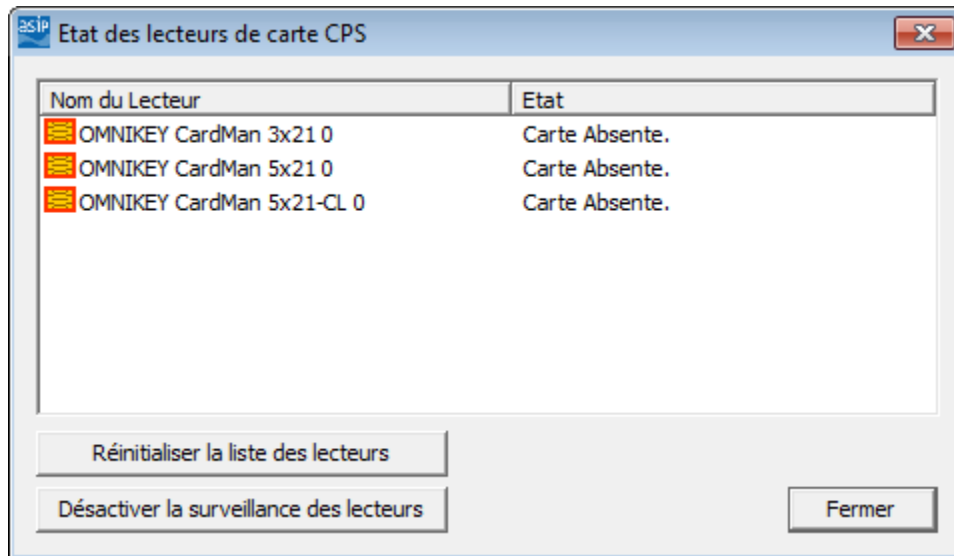 asip Etat des lecteurs de carte CPS
Nom du Lecteur Etat
OMNIKEY CardMan 3x21 0 Carte Absente.
OMNIKEY CardMan 5x21 0 Carte Absente.
OMNIKEY CardMan 5x21-CL 0 Carte Absente.
Réinitialiser la liste des lecteurs
Désactiver la surveillance des lecteurs Fermer